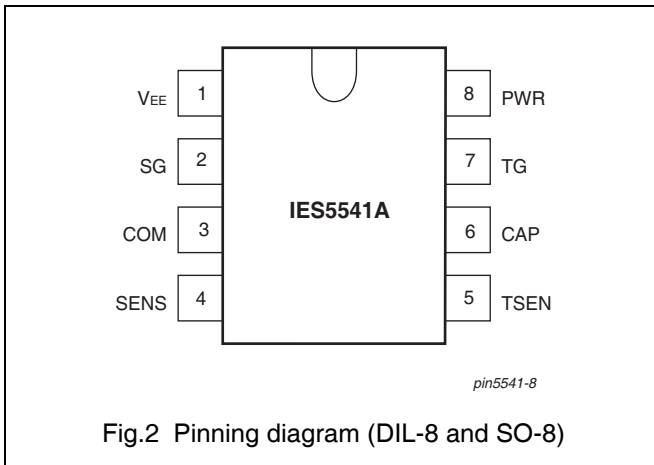 VEE 1 8 PWR
SG 2 7 TG
IES5541A
COM 3 6 CAP
SENS 4 5 TSEN
pin5541-8
Fig.2 Pinning diagram (DIL-8 and SO-8)